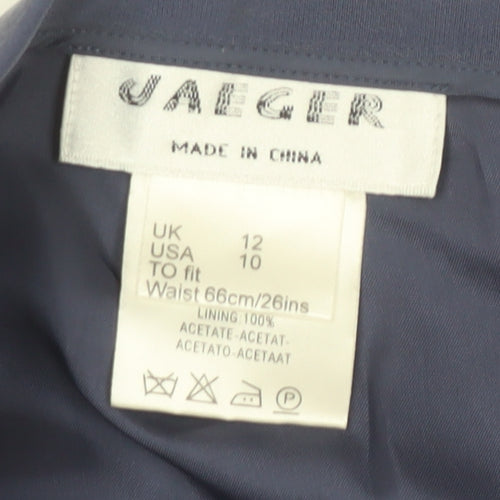 JAEGER
MADE IN CHINA
UK 12
USA 10
TO fit
Waist 66cm/26ins
LINING 100%
ACETATE-ACETAT-
ACETATO-ACETAAT
P